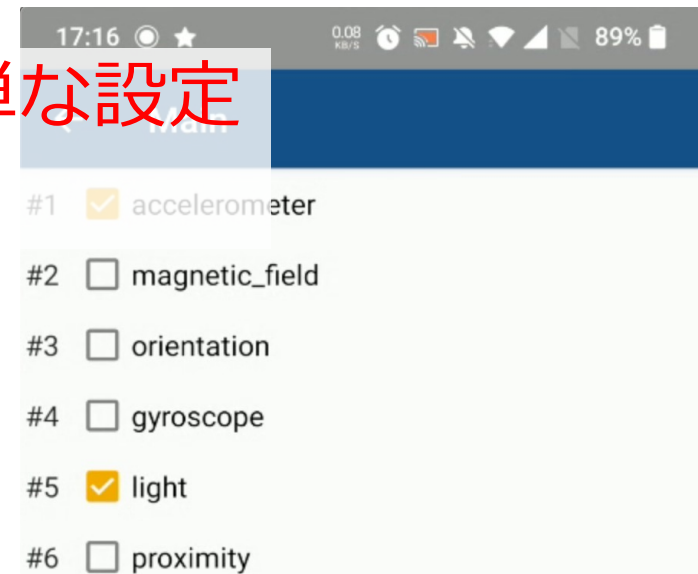 17:16 0.08 KB/S 89%
な設定
Main
#1 accelerometer
#2 magnetic_field
#3 orientation
#4 gyroscope
#5 light
#6 proximity